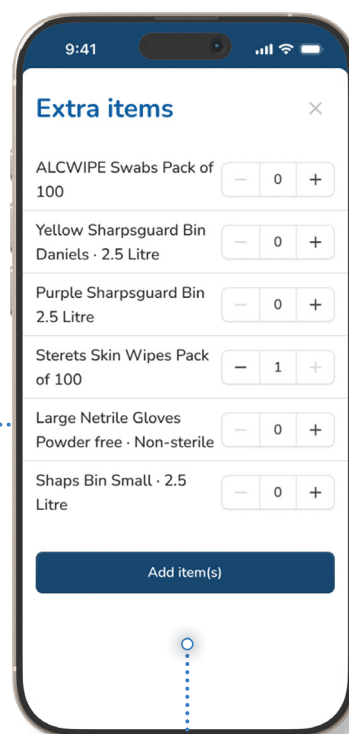 9:41
Extra items
ALCWIPE Swabs Pack of
100
0
Yellow Sharpsguard Bin
Daniels · 2.5 Litre
0
Purple Sharpsguard Bin
2.5 Litre
0
Sterets Skin Wipes Pack
of 100
1
Large Netrile Gloves
Powder free · Non-sterile
0
Shaps Bin Small · 2.5
Litre
0
Add item(s)